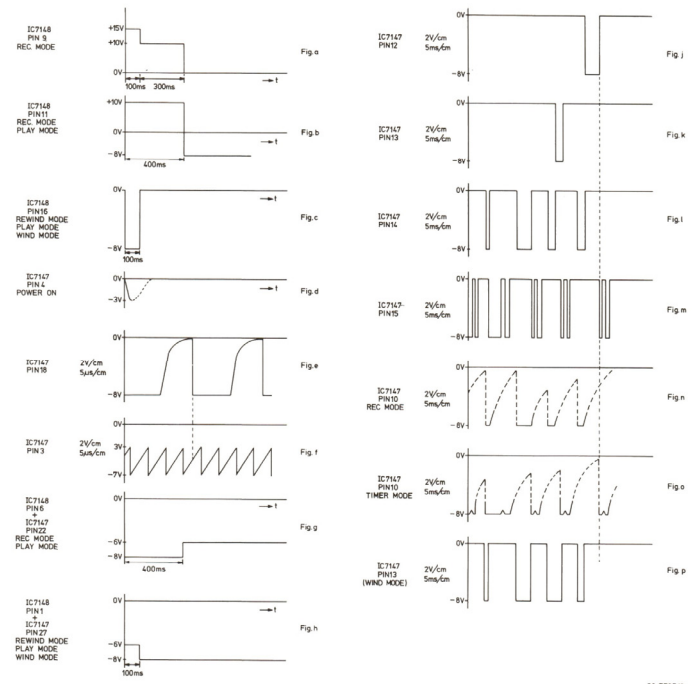 IC7148
PIN 9
REC. MODE
+15V
+10V
0V
t
100ms
300ms
Fig.a
IC7148
PIN11
REC. MODE
PLAY MODE
+10V
0V
-8V
t
400ms
Fig.b
IC7148
PIN16
REWIND MODE
PLAY MODE
WIND MODE
0V
-8V
t
100ms
Fig.c
IC7147
PIN 4
POWER ON
0V
-3V
t
Fig.d
IC7147
PIN18
2V/cm
5µs/cm
0V
-8V
Fig.e
IC7147
PIN 3
2V/cm
5µs/cm
0V
3V
-7V
Fig. f
IC7148
PIN6
+
IC7147
PIN22
REC MODE
PLAY MODE
0V
-6V
-8V
t
400ms
Fig.g
IC7148
PIN1
+
IC7147
PIN27
REWIND MODE
PLAY MODE
WIND MODE
0V
-6V
-8V
t
100ms
Fig.h
IC7147
PIN12
2V/cm
5ms/cm
0V
-8V
Fig. j
IC7147
PIN13
2V/cm
5ms/cm
0V
-8V
Fig.k
IC7147
PIN14
2V/cm
5ms/cm
0V
-8V
Fig.l
IC7147
PIN15
2V/cm
5ms/cm
0V
-8V
Fig.m
IC7147
PIN10
REC MODE
2V/cm
5ms/cm
0V
-8V
Fig.n
IC7147
PIN10
TIMER MODE
2V/cm
5ms/cm
0V
-8V
Fig.o
IC7147
PIN13
(WIND MODE)
2V/cm
5ms/cm
0V
-8V
Fig. p